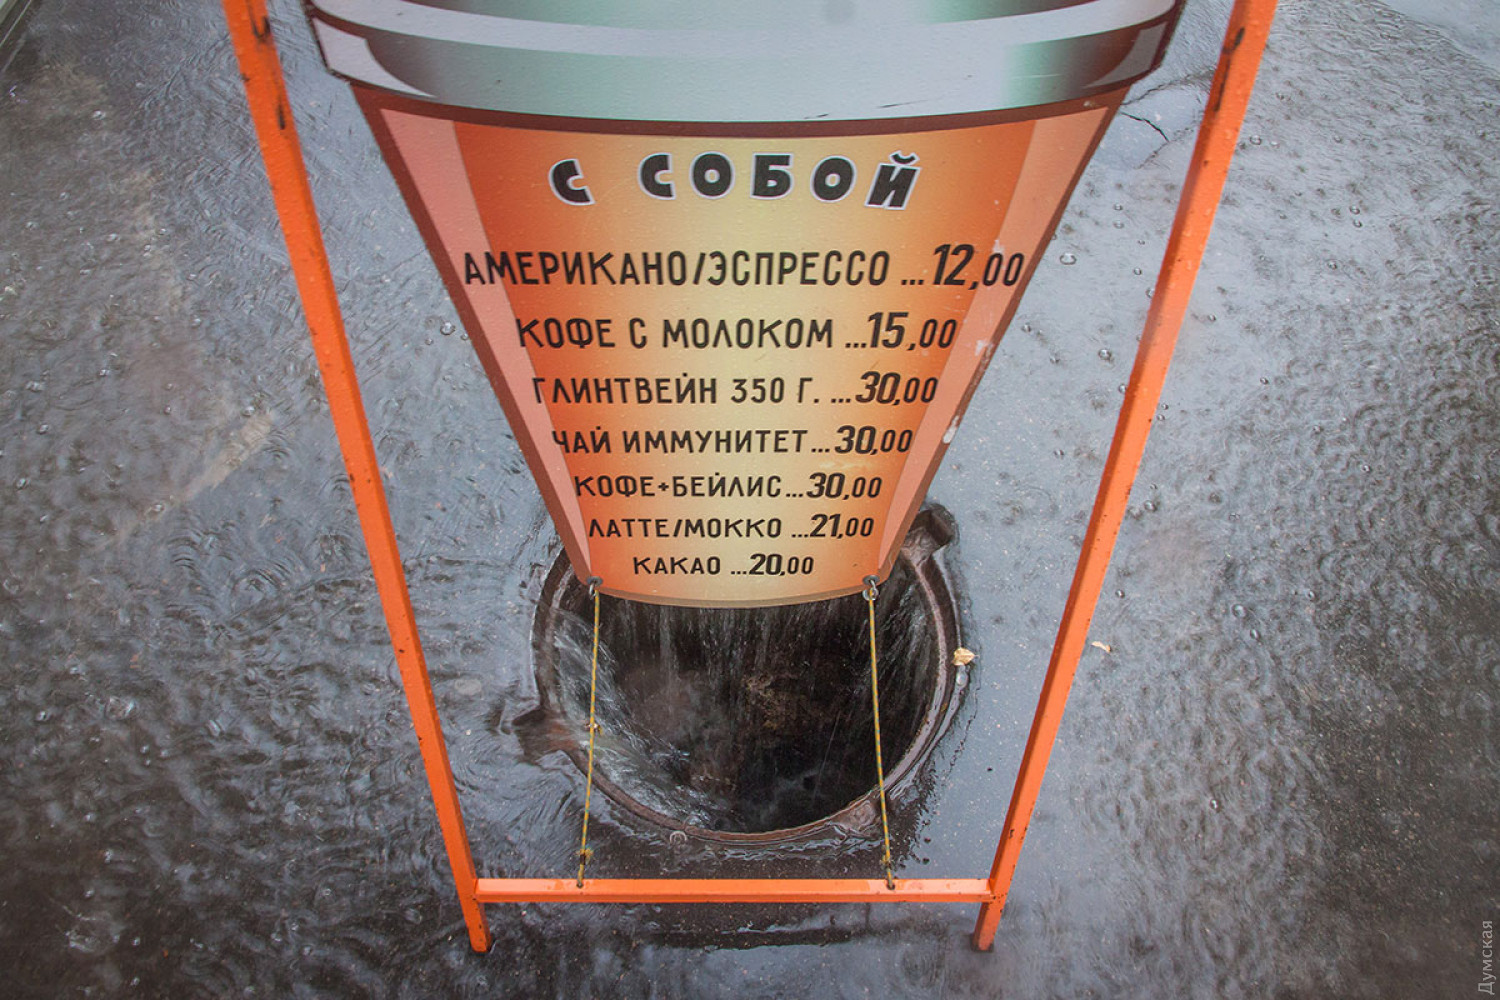 С СОБОЙ
АМЕРИКАНО/ЭСПРЕССО ...12,00
КОФЕ С МОЛОКОМ ...15,00
ГЛИНТВЕЙН 350 Г. ...30,00
ЧАЙ ИММУНИТЕТ...30,00
КОФЕ+БЕЙЛИС...30,00
ЛАТТЕ/МОККО ...21,00
КАКАО ...20,00
Думская